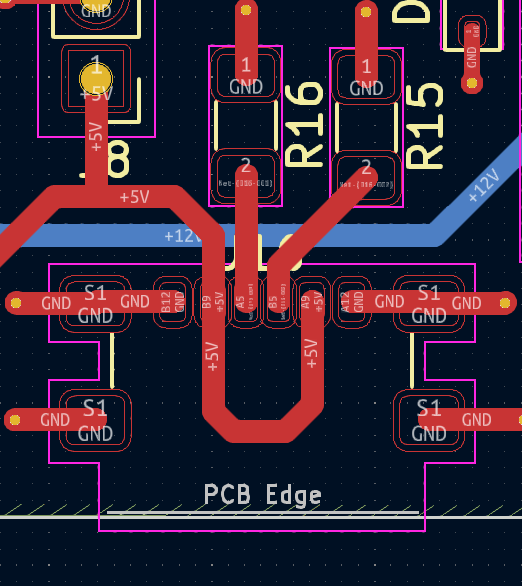 GND
D
1
GND
1
GND
1
+5V
GND
+5V
R16
R15
8
2
2
+5V
+12V
+12V
S1
GND
GND
B12
GND
B9
+5V
A5
B5
A9
+5V
A12
GND
GND
S1
GND
GND
+5V
+5V
S1
GND
GND
S1
GND
GND
PCB Edge